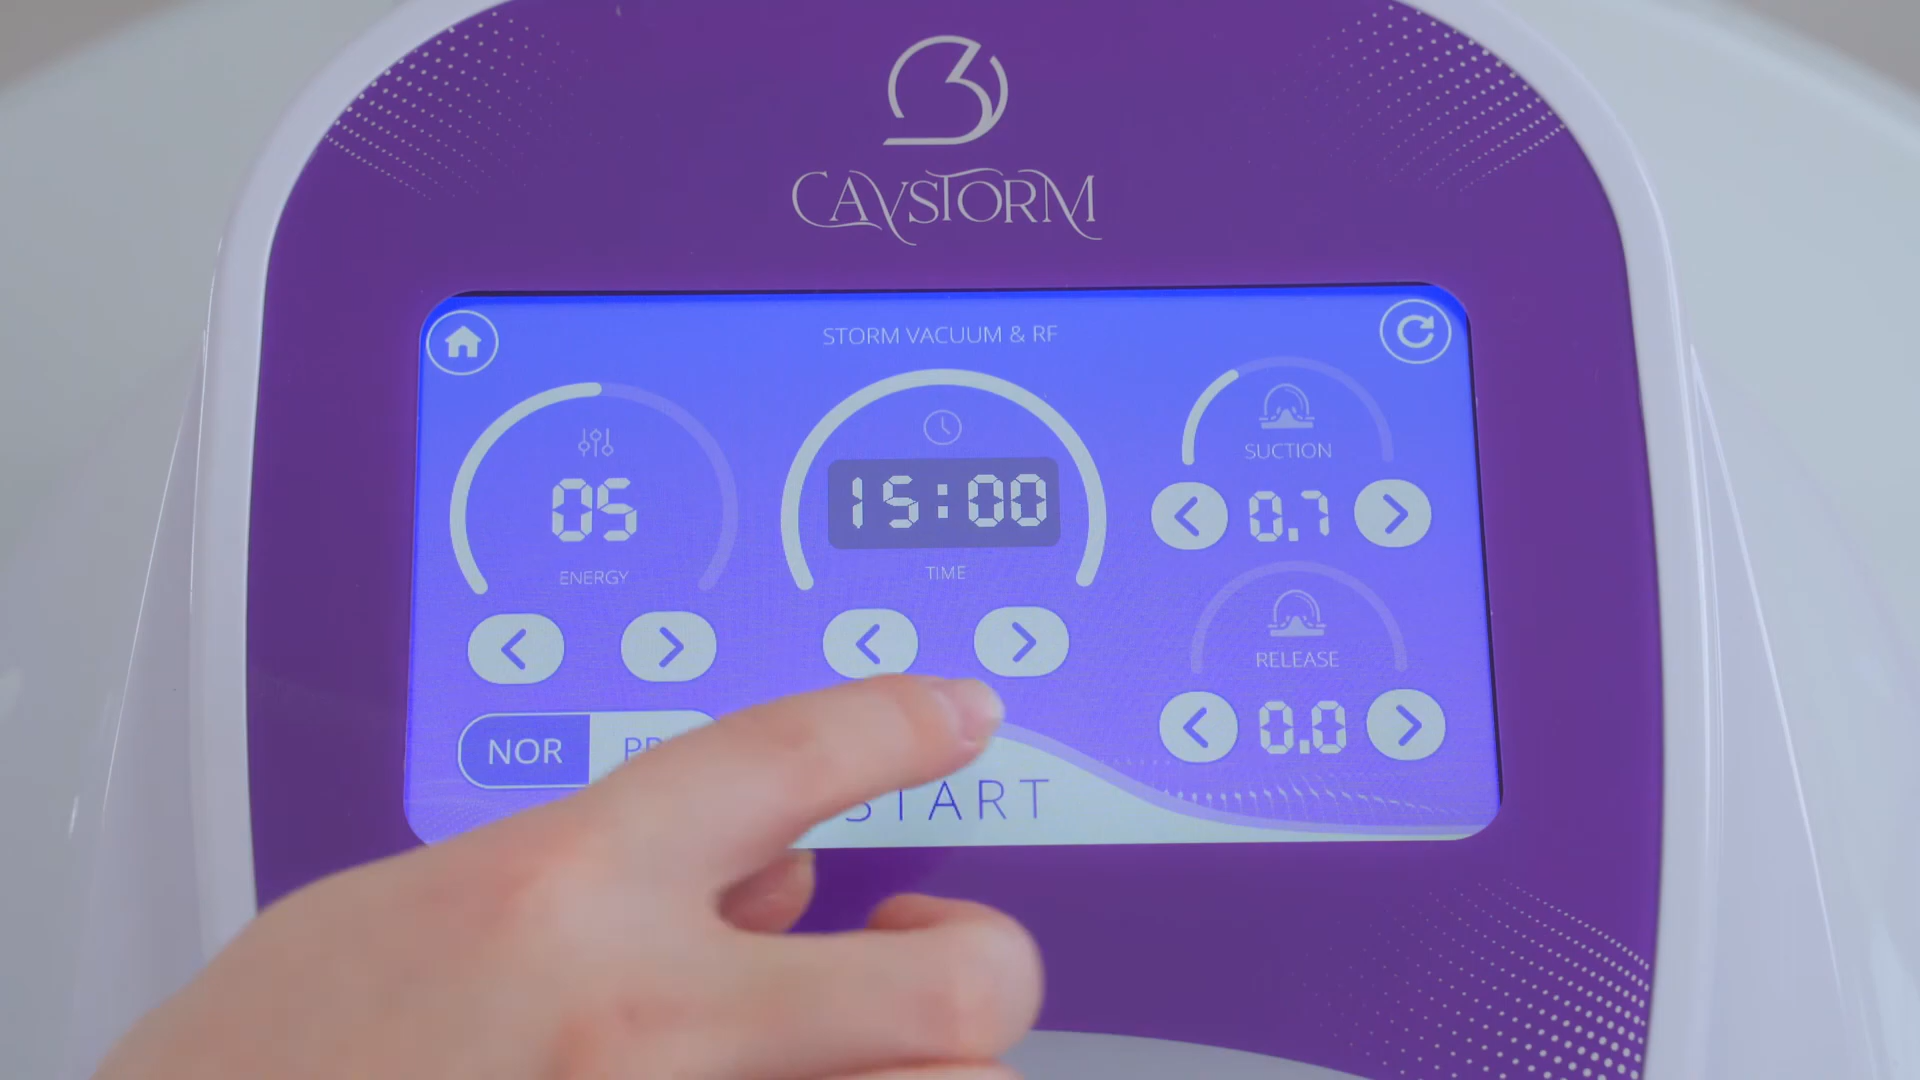 CAVSTORM
STORM VACUUM & RF
05
ENERGY
15:00
TIME
SUCTION
0.7
RELEASE
0.0
NOR
START